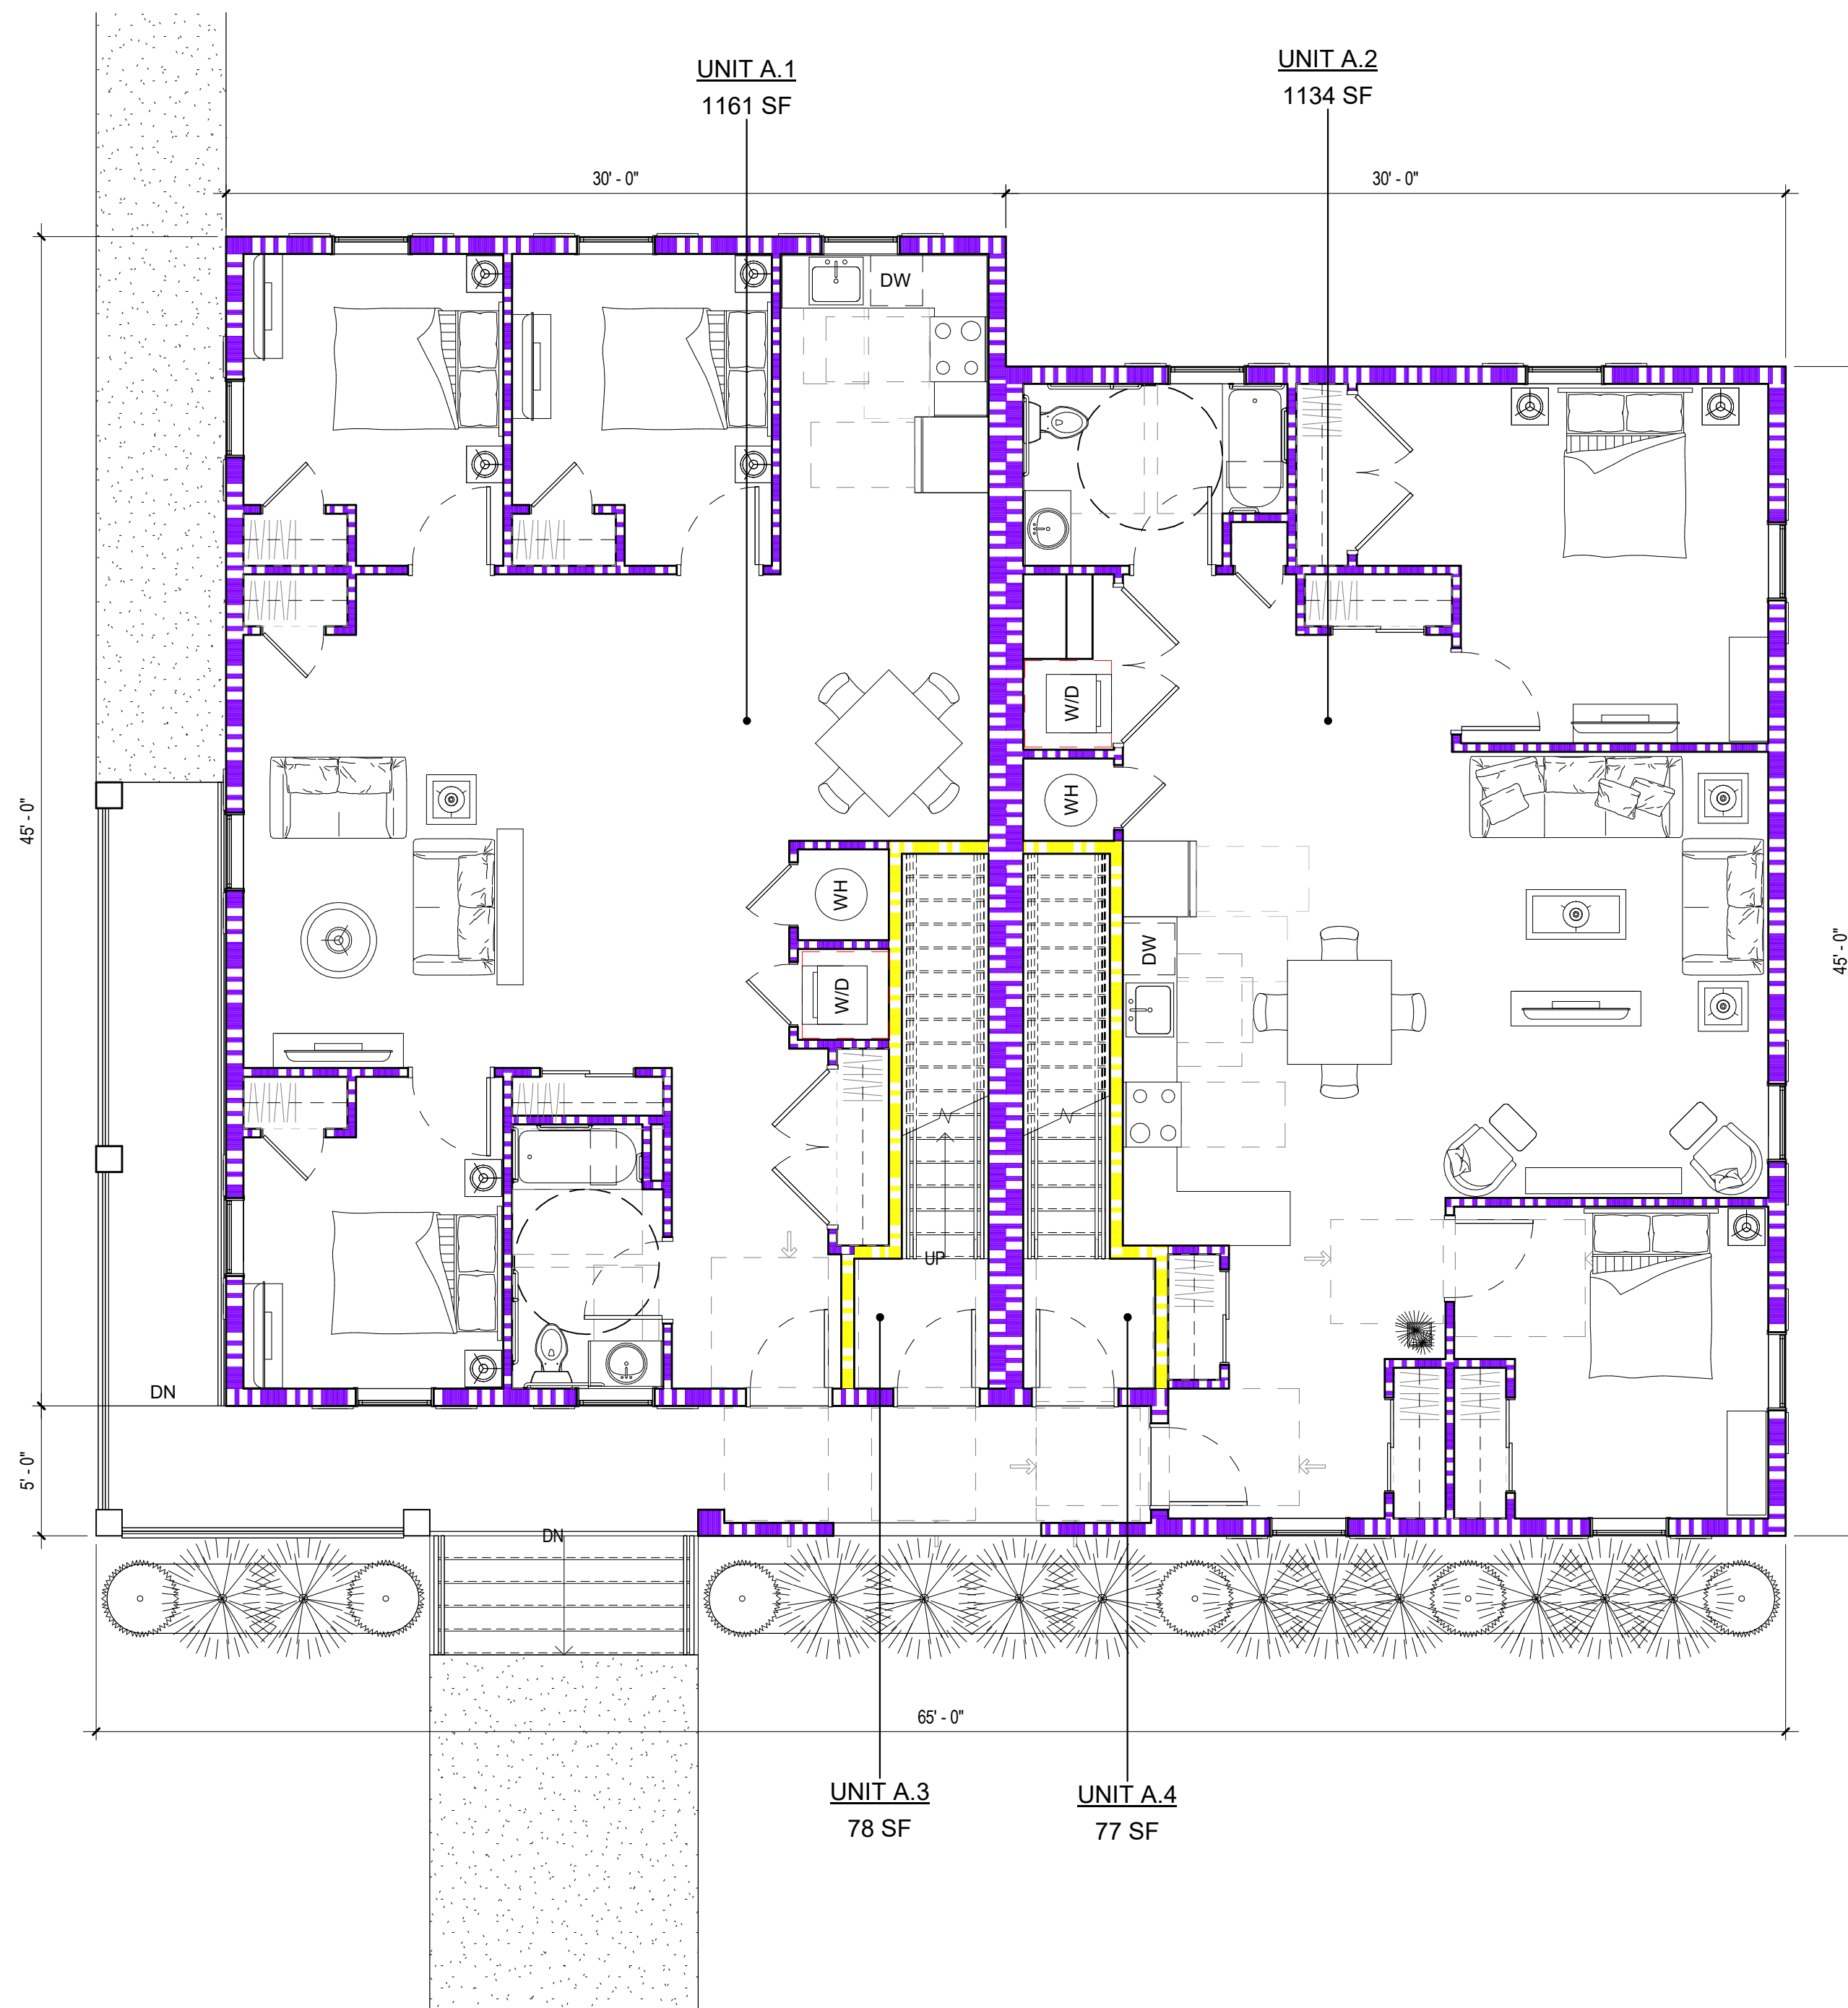 UNIT A.1
1161 SF
UNIT A.2
1134 SF
30' - 0"
30' - 0"
DW
W/D
WH
45' - 0"
WH
DW
45' - 0"
W/D
UP
DN
5' - 0"
DN
65' - 0"
UNIT A.3
78 SF
UNIT A.4
77 SF